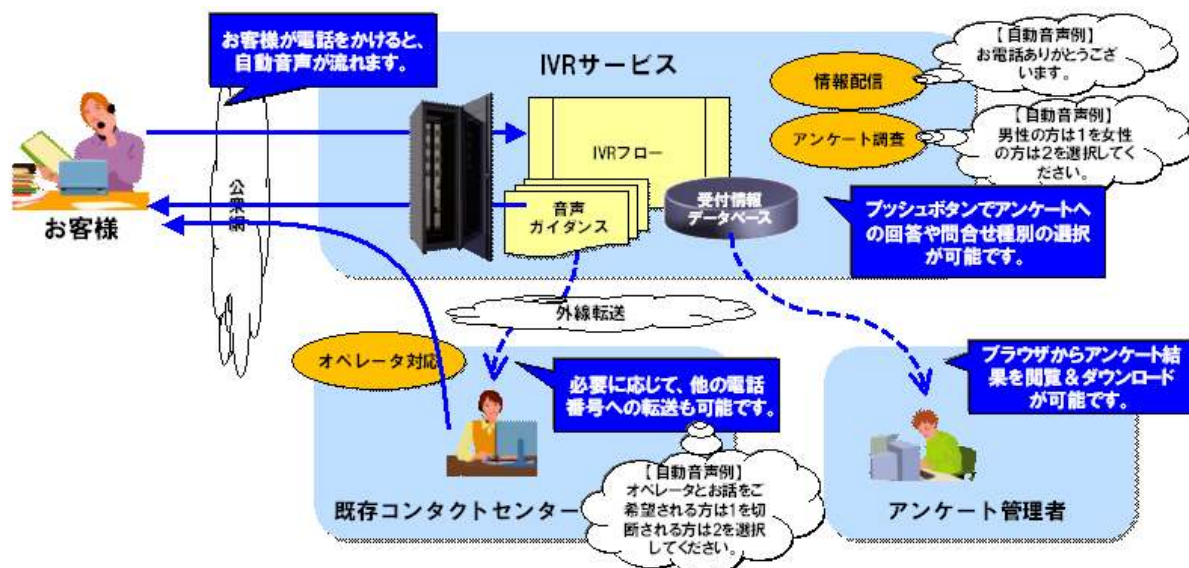 お客様が電話をかけると、
自動音声が流れます。
IVRサービス
情報配信
【自動音声例】
お電話ありがとうござ
います。
アンケート調査
【自動音声例】
男性の方は1を女性
の方は2を選択してく
ださい。
IVRフロー
音声
ガイダンス
受付情報
データベース
プッシュボタンでアンケートへ
の回答や問合せ種別の選択
が可能です。
お客様
外線転送
オペレータ対応
必要に応じて、他の電話
番号への転送も可能です。
ブラウザからアンケート結
果を閲覧＆ダウンロード
が可能です。
【自動音声例】
オペレータとお話をご
希望される方は1を切
断される方は2を選択
してください。
既存コンタクトセンター
アンケート管理者